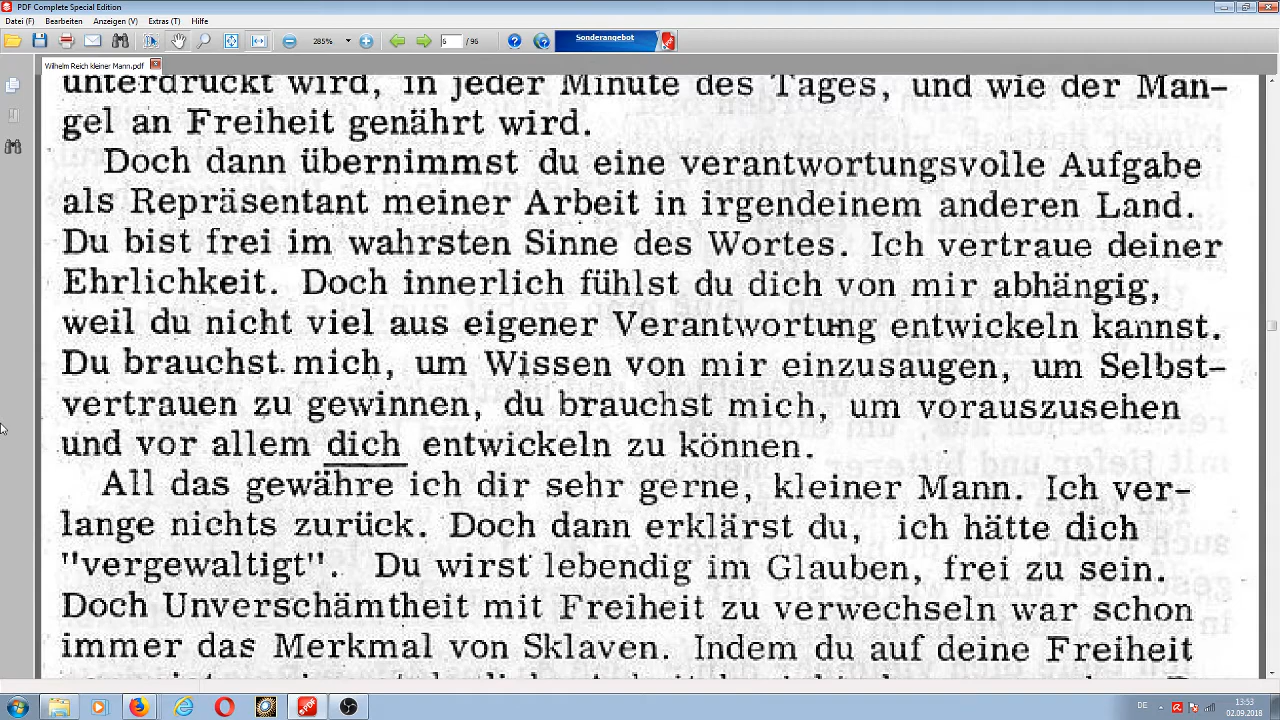 PDF Complete Special Edition
Datei (F) Bearbeiten Anzeigen (V) Extras (T) Hilfe
285% 5 / 95 Sonderangebot
Wilhelm Reich kleiner Mann.pdf
unterdrückt wird, in jeder Minute des Tages, und wie der Man-
gel an Freiheit genährt wird.
Doch dann übernimmst du eine verantwortungsvolle Aufgabe
als Repräsentant meiner Arbeit in irgendeinem anderen Land.
Du bist frei im wahrsten Sinne des Wortes. Ich vertraue deiner
Ehrlichkeit. Doch innerlich fühlst du dich von mir abhängig,
weil du nicht viel aus eigener Verantwortung entwickeln kannst.
Du brauchst mich, um Wissen von mir einzusaugen, um Selbst-
vertrauen zu gewinnen, du brauchst mich, um vorauszusehen
und vor allem dich entwickeln zu können.
All das gewähre ich dir sehr gerne, kleiner Mann. Ich ver-
lange nichts zurück. Doch dann erklärst du, ich hätte dich
"vergewaltigt". Du wirst lebendig im Glauben, frei zu sein.
Doch Unverschämtheit mit Freiheit zu verwechseln war schon
immer das Merkmal von Sklaven. Indem du auf deine Freiheit
DE 13:53
02.09.2018